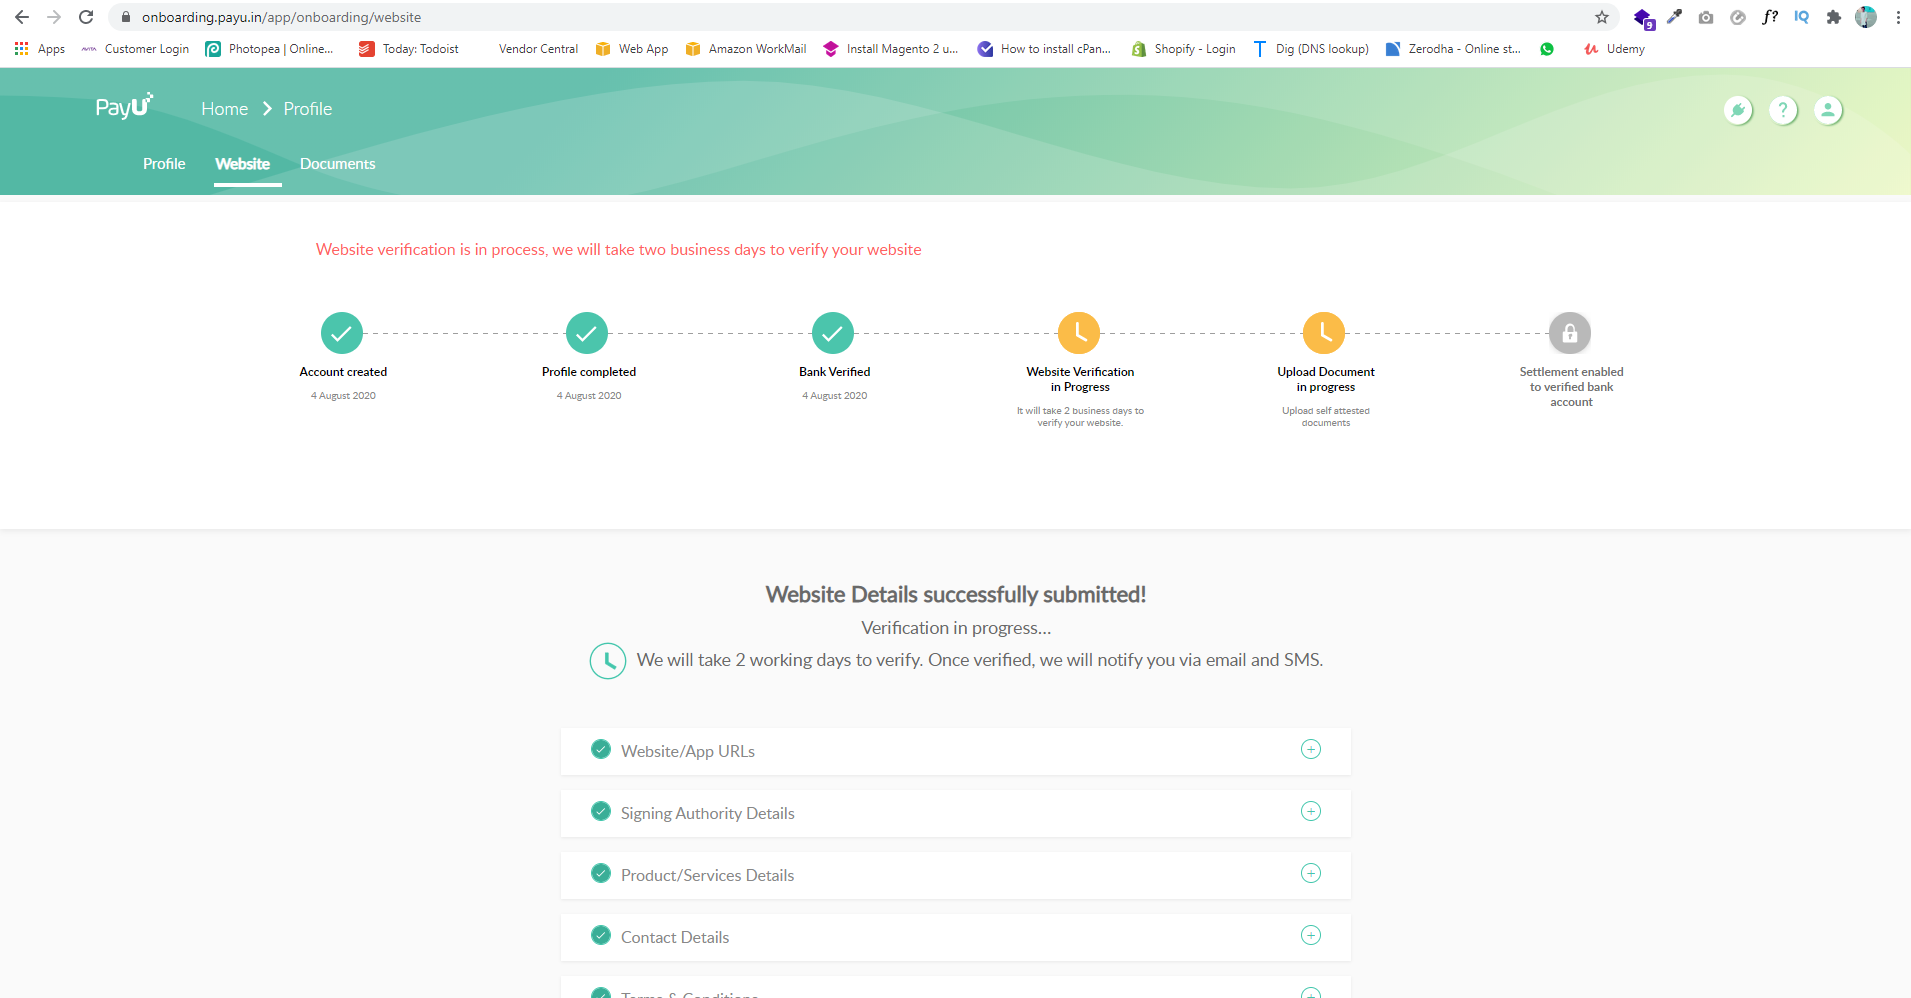 onboarding.payu.in/app/onboarding/website
9
f?
IQ
Apps
AVITA Customer Login
Photopea | Online...
Today: Todoist
Vendor Central
Web App
Amazon WorkMail
Install Magento 2 u...
How to install cPan...
Shopify - Login
Dig (DNS lookup)
Zerodha - Online st...
Udemy
PayU
Home
Profile
?
Profile
Website
Documents
Website verification is in process, we will take two business days to verify your website
Account created
4 August 2020
Profile completed
4 August 2020
Bank Verified
4 August 2020
Website Verification
in Progress
It will take 2 business days to
verify your website.
Upload Document
in progress
Upload self attested
documents
Settlement enabled
to verified bank
account
Website Details successfully submitted!
Verification in progress...
We will take 2 working days to verify. Once verified, we will notify you via email and SMS.
Website/App URLs
Signing Authority Details
Product/Services Details
Contact Details
Terms & Conditions